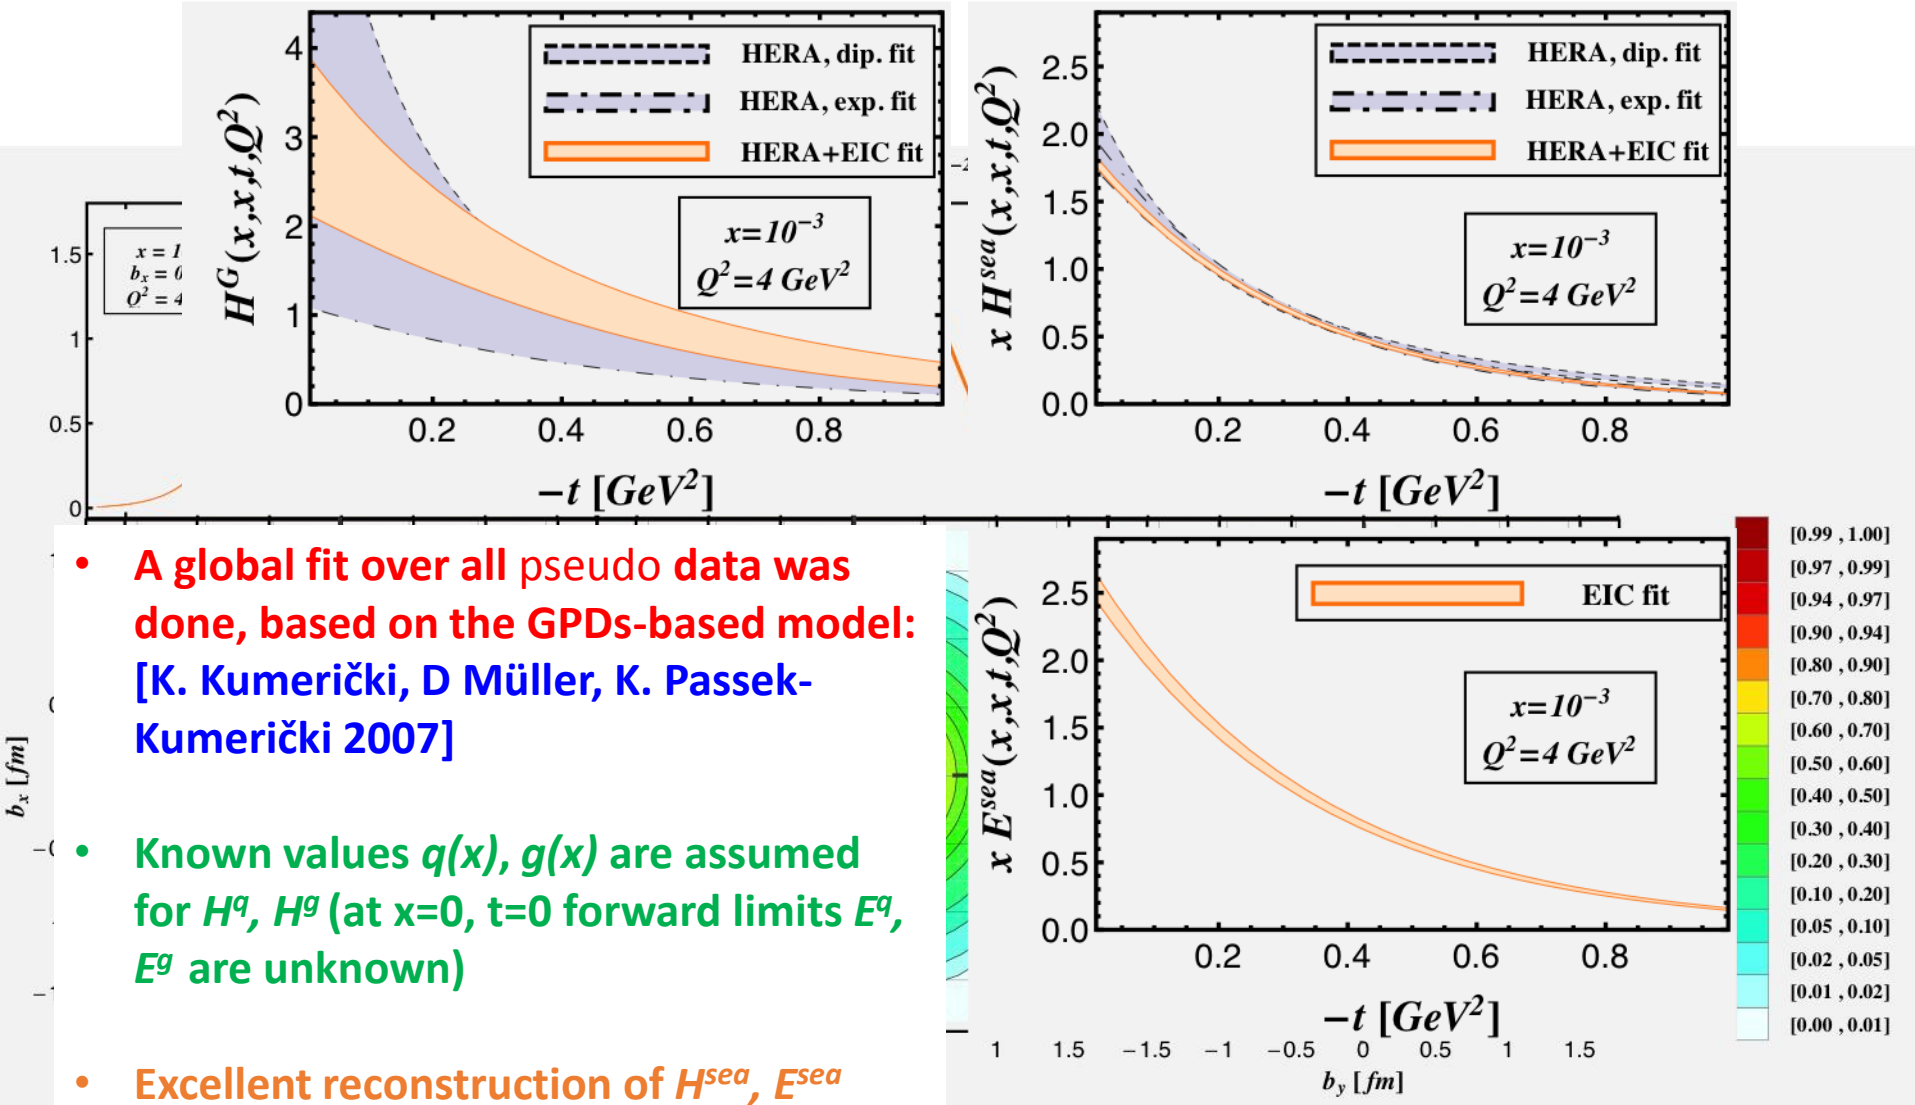 4
3
2
1
0
H^G(x,x,t,Q²)
HERA, dip. fit
HERA, exp. fit
HERA+EIC fit
x=10⁻³
Q²=4 GeV²
0.2 0.4 0.6 0.8
−t [GeV²]
2.5
2.0
1.5
1.0
0.5
0.0
x H^sea(x,x,t,Q²)
HERA, dip. fit
HERA, exp. fit
HERA+EIC fit
x=10⁻³
Q²=4 GeV²
0.2 0.4 0.6 0.8
−t [GeV²]
1.5
1
0.5
0
x = 1
b_x = 0
Q² = 4
• A global fit over all pseudo data was
done, based on the GPDs-based model:
[K. Kumerički, D Müller, K. Passek-
Kumerički 2007]
• Known values q(x), g(x) are assumed
for H^q, H^g (at x=0, t=0 forward limits E^q,
E^g are unknown)
• Excellent reconstruction of H^sea, E^sea
b_x [fm]
2.5
2.0
1.5
1.0
0.5
0.0
x E^sea(x,x,t,Q²)
EIC fit
x=10⁻³
Q²=4 GeV²
0.2 0.4 0.6 0.8
−t [GeV²]
1 1.5 −1.5 −1 −0.5 0 0.5 1 1.5
b_y [fm]
[0.99 , 1.00]
[0.97 , 0.99]
[0.94 , 0.97]
[0.90 , 0.94]
[0.80 , 0.90]
[0.70 , 0.80]
[0.60 , 0.70]
[0.50 , 0.60]
[0.40 , 0.50]
[0.30 , 0.40]
[0.20 , 0.30]
[0.10 , 0.20]
[0.05 , 0.10]
[0.02 , 0.05]
[0.01 , 0.02]
[0.00 , 0.01]